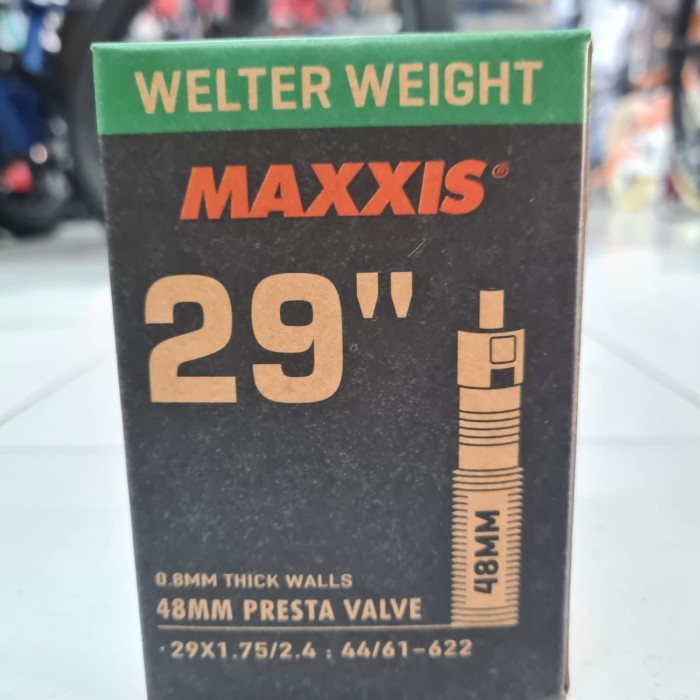 WELTER WEIGHT
MAXXIS®
29"
48MM
0.8MM THICK WALLS
48MM PRESTA VALVE
· 29X1.75/2.4 ; 44/61-622